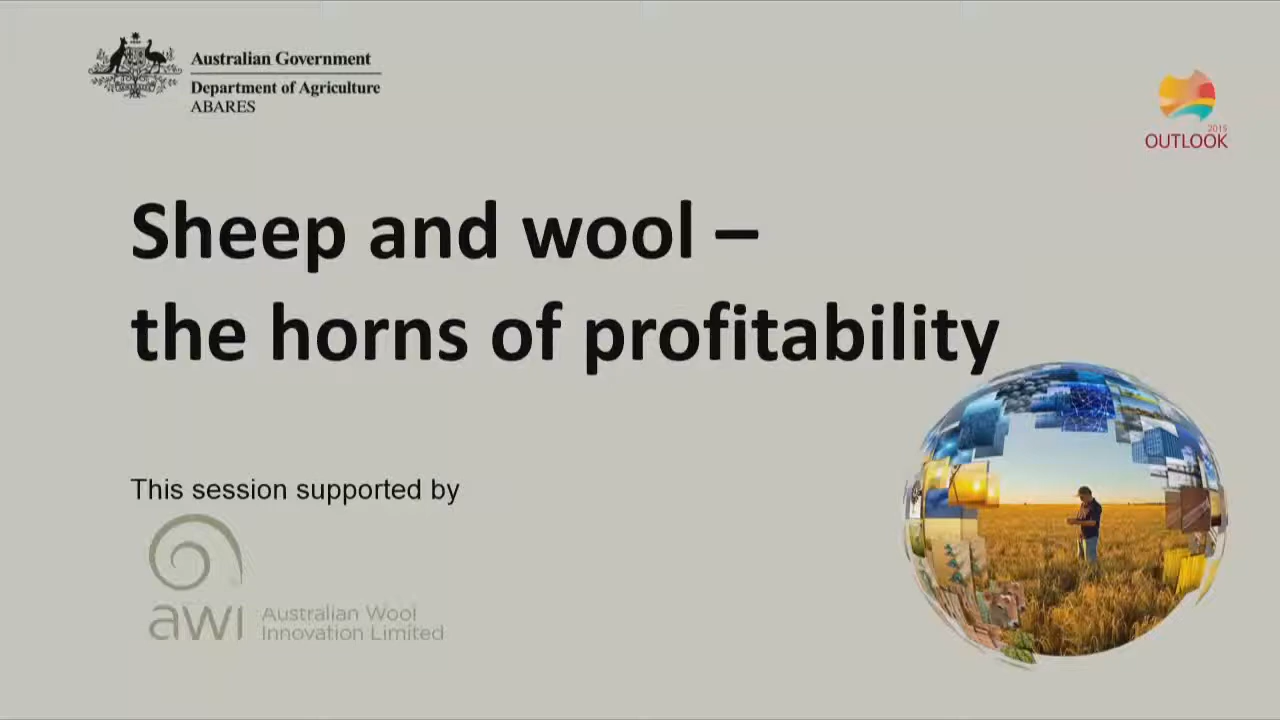 Australian Government
Department of Agriculture
ABARES
2015
OUTLOOK
Sheep and wool –
the horns of profitability
This session supported by
awi
Australian Wool
Innovation Limited